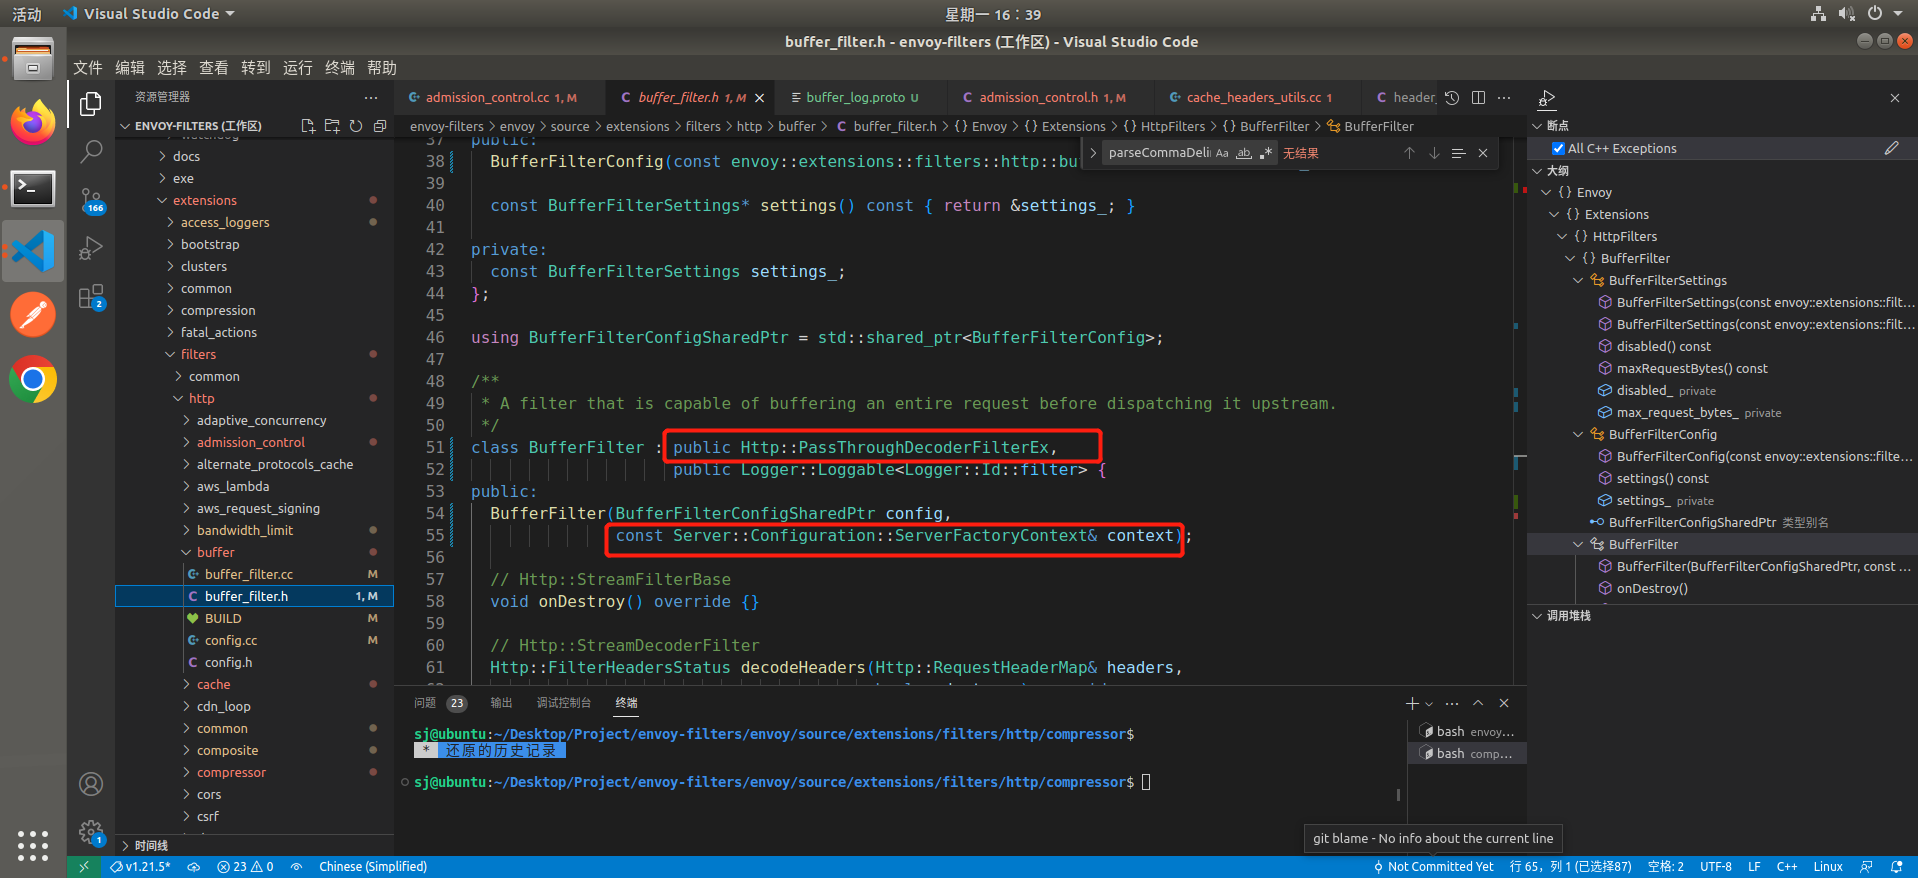 活动
Visual Studio Code
星期一 16：39
buffer_filter.h - envoy-filters (工作区) - Visual Studio Code
文件 编辑 选择 查看 转到 运行 终端 帮助
资源管理器
ENVOY-FILTERS (工作区)
docs
exe
extensions
access_loggers
bootstrap
clusters
common
compression
fatal_actions
filters
common
http
adaptive_concurrency
admission_control
alternate_protocols_cache
aws_lambda
aws_request_signing
bandwidth_limit
buffer
buffer_filter.cc M
buffer_filter.h 1, M
BUILD M
config.cc M
config.h
cache
cdn_loop
common
composite
compressor
cors
csrf
时间线
166
2
1
admission_control.cc 1, M
buffer_filter.h 1, M
buffer_log.proto U
admission_control.h 1, M
cache_headers_utils.cc 1
header_
envoy-filters > envoy > source > extensions > filters > http > buffer > C buffer_filter.h > {} Envoy > {} Extensions > {} HttpFilters > {} BufferFilter > BufferFilter
parseCommaDeli Aa ab .* 无结果
37 public:
38 BufferFilterConfig(const envoy::extensions::filters::http::bu
39
40 const BufferFilterSettings* settings() const { return &settings_; }
41
42 private:
43 const BufferFilterSettings settings_;
44 };
45
46 using BufferFilterConfigSharedPtr = std::shared_ptr<BufferFilterConfig>;
47
48 /**
49 * A filter that is capable of buffering an entire request before dispatching it upstream.
50 */
51 class BufferFilter : public Http::PassThroughDecoderFilterEx,
52 public Logger::Loggable<Logger::Id::filter> {
53 public:
54 BufferFilter(BufferFilterConfigSharedPtr config,
55 const Server::Configuration::ServerFactoryContext& context);
56
57 // Http::StreamFilterBase
58 void onDestroy() override {}
59
60 // Http::StreamDecoderFilter
61 Http::FilterHeadersStatus decodeHeaders(Http::RequestHeaderMap& headers,
问题 23 输出 调试控制台 终端
sj@ubuntu:~/Desktop/Project/envoy-filters/envoy/source/extensions/filters/http/compressor$
* 还原的历史记录
sj@ubuntu:~/Desktop/Project/envoy-filters/envoy/source/extensions/filters/http/compressor$
bash envoy...
bash comp...
断点
All C++ Exceptions
大纲
{} Envoy
{} Extensions
{} HttpFilters
{} BufferFilter
BufferFilterSettings
BufferFilterSettings(const envoy::extensions::filt...
BufferFilterSettings(const envoy::extensions::filt...
disabled() const
maxRequestBytes() const
disabled_ private
max_request_bytes_ private
BufferFilterConfig
BufferFilterConfig(const envoy::extensions::filte...
settings() const
settings_ private
BufferFilterConfigSharedPtr 类型别名
BufferFilter
BufferFilter(BufferFilterConfigSharedPtr, const ...
onDestroy()
调用堆栈
git blame - No info about the current line
v1.21.5* 23 0 Chinese (Simplified)
Not Committed Yet 行 65，列 1 (已选择87) 空格: 2 UTF-8 LF C++ Linux